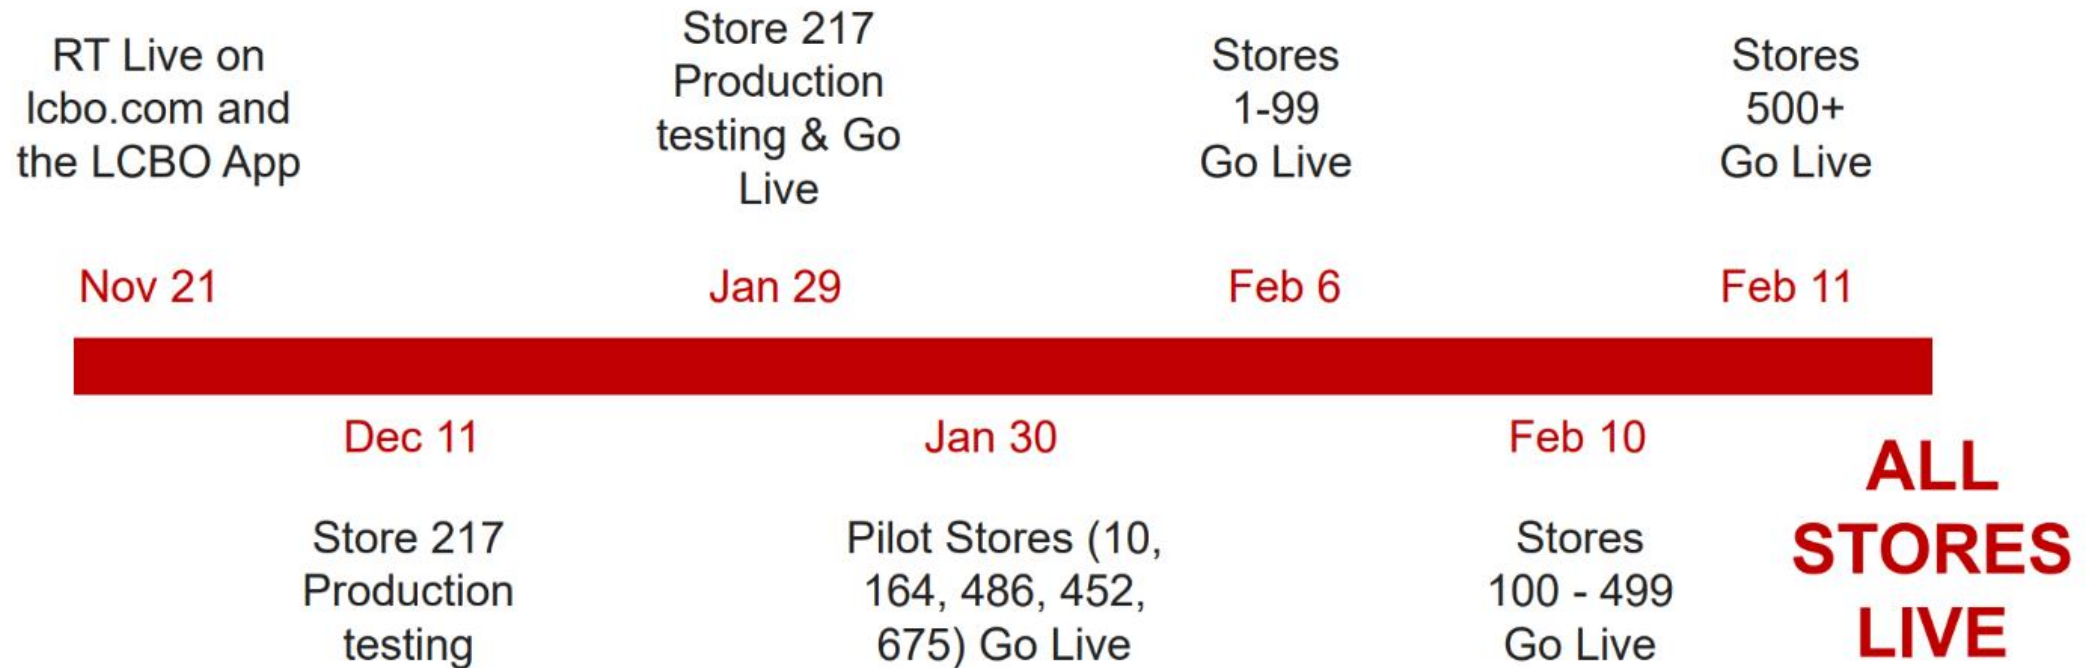 RT Live on
lcbo.com and
the LCBO App
Nov 21
Store 217
Production
testing & Go
Live
Jan 29
Stores
1-99
Go Live
Feb 6
Stores
500+
Go Live
Feb 11
Dec 11
Store 217
Production
testing
Jan 30
Pilot Stores (10,
164, 486, 452,
675) Go Live
Feb 10
Stores
100 - 499
Go Live
ALL
STORES
LIVE